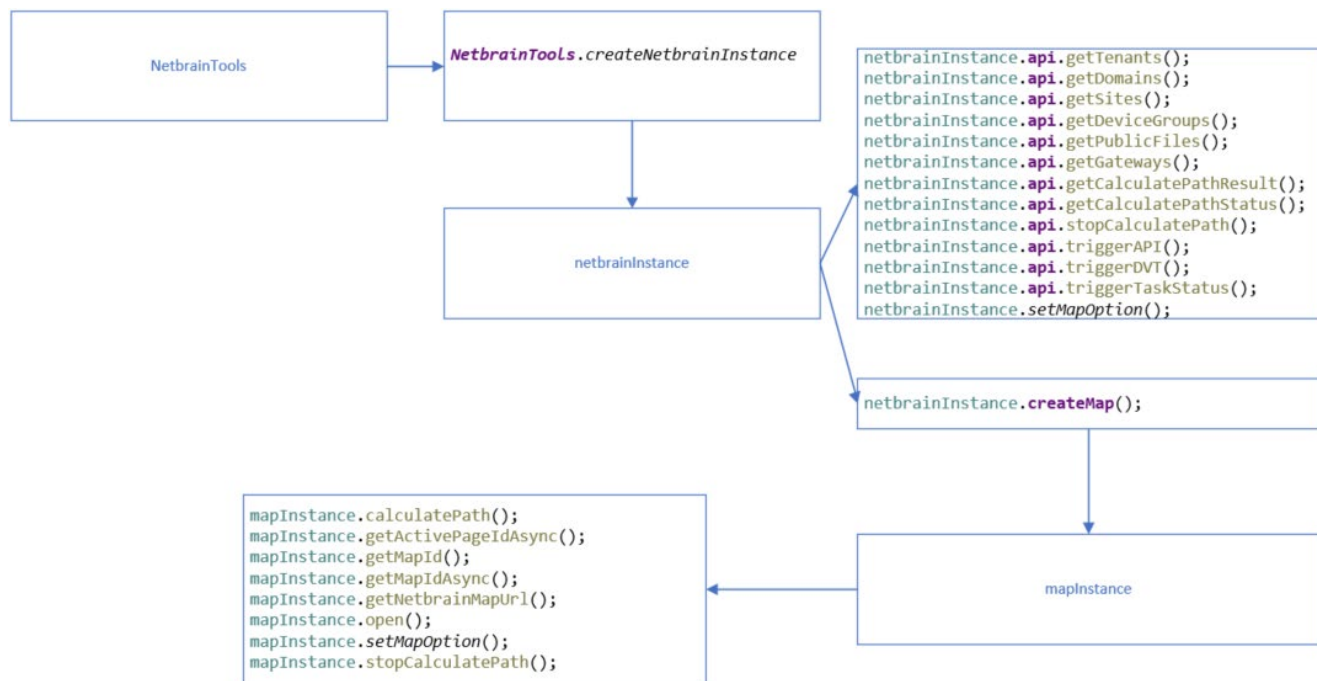 NetbrainTools
NetbrainTools.createNetbrainInstance
netbrainInstance
netbrainInstance.api.getTenants();
netbrainInstance.api.getDomains();
netbrainInstance.api.getSites();
netbrainInstance.api.getDeviceGroups();
netbrainInstance.api.getPublicFiles();
netbrainInstance.api.getGateways();
netbrainInstance.api.getCalculatePathResult();
netbrainInstance.api.getCalculatePathStatus();
netbrainInstance.api.stopCalculatePath();
netbrainInstance.api.triggerAPI();
netbrainInstance.api.triggerDVT();
netbrainInstance.api.triggerTaskStatus();
netbrainInstance.setMapOption();
netbrainInstance.createMap();
mapInstance
mapInstance.calculatePath();
mapInstance.getActivePageIdAsync();
mapInstance.getMapId();
mapInstance.getMapIdAsync();
mapInstance.getNetbrainMapUrl();
mapInstance.open();
mapInstance.setMapOption();
mapInstance.stopCalculatePath();